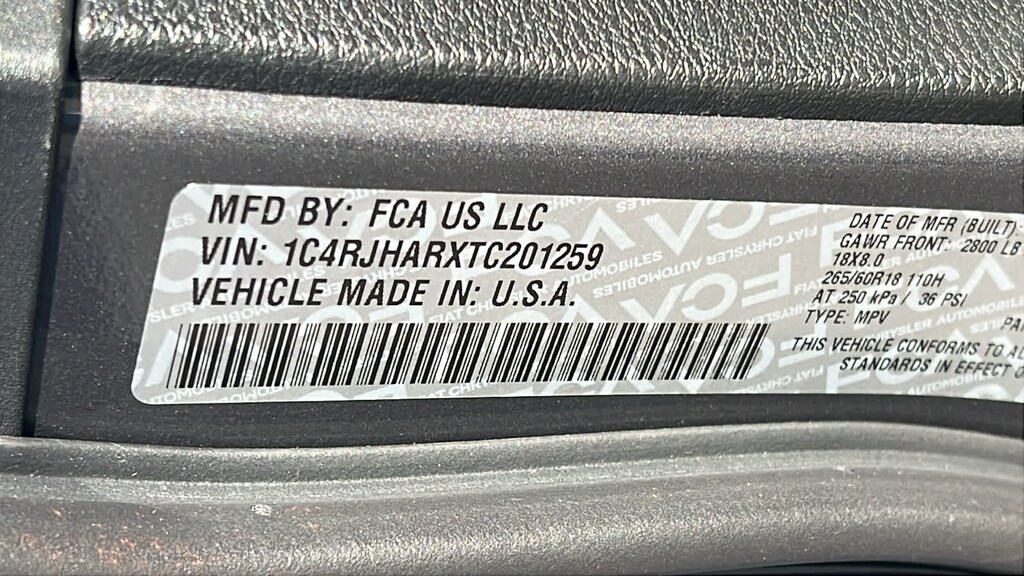 MFD BY: FCA US LLC
VIN: 1C4RJHARXTC201259
VEHICLE MADE IN: U.S.A.
DATE OF MFR (BUILT):
GAWR FRONT: 2800 LB
18X8.0
265/60R18 110H
AT 250 kPa / 36 PSI
TYPE: MPV
THIS VEHICLE CONFORMS TO
STANDARDS IN EFFECT